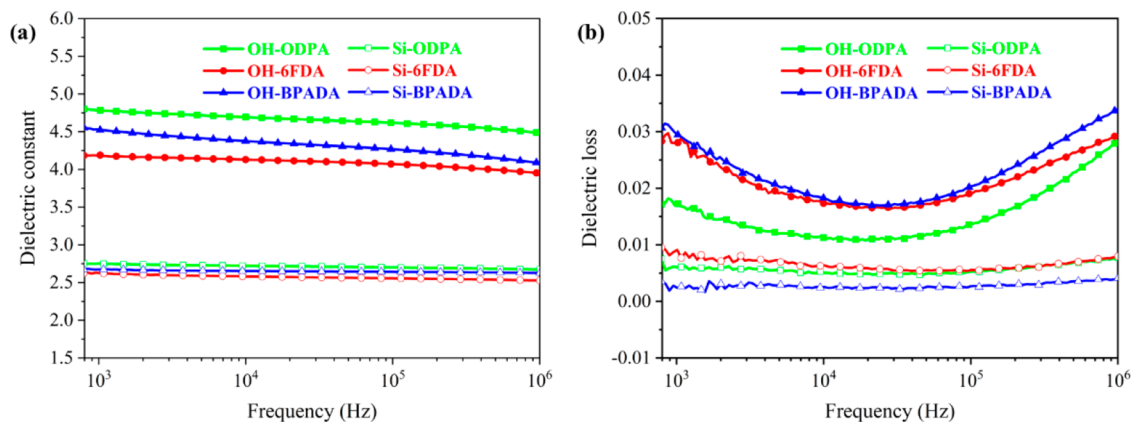 (a)
6.0
5.5
5.0
4.5
4.0
3.5
3.0
2.5
2.0
1.5
Dielectric constant
OH-ODPA Si-ODPA
OH-6FDA Si-6FDA
OH-BPADA Si-BPADA
10³ 10⁴ 10⁵ 10⁶
Frequency (Hz)
(b)
0.05
0.04
0.03
0.02
0.01
0.00
-0.01
Dielectric loss
OH-ODPA Si-ODPA
OH-6FDA Si-6FDA
OH-BPADA Si-BPADA
10³ 10⁴ 10⁵ 10⁶
Frequency (Hz)